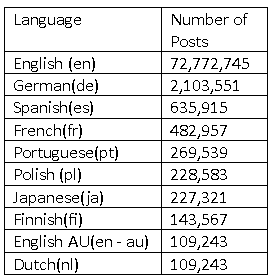 Language Number of
Posts
English (en) 72,772,745
German(de) 2,103,551
Spanish(es) 635,915
French(fr) 482,957
Portuguese(pt) 269,539
Polish (pl) 228,583
Japanese(ja) 227,321
Finnish(fi) 143,567
English AU(en - au) 109,243
Dutch(nl) 109,243